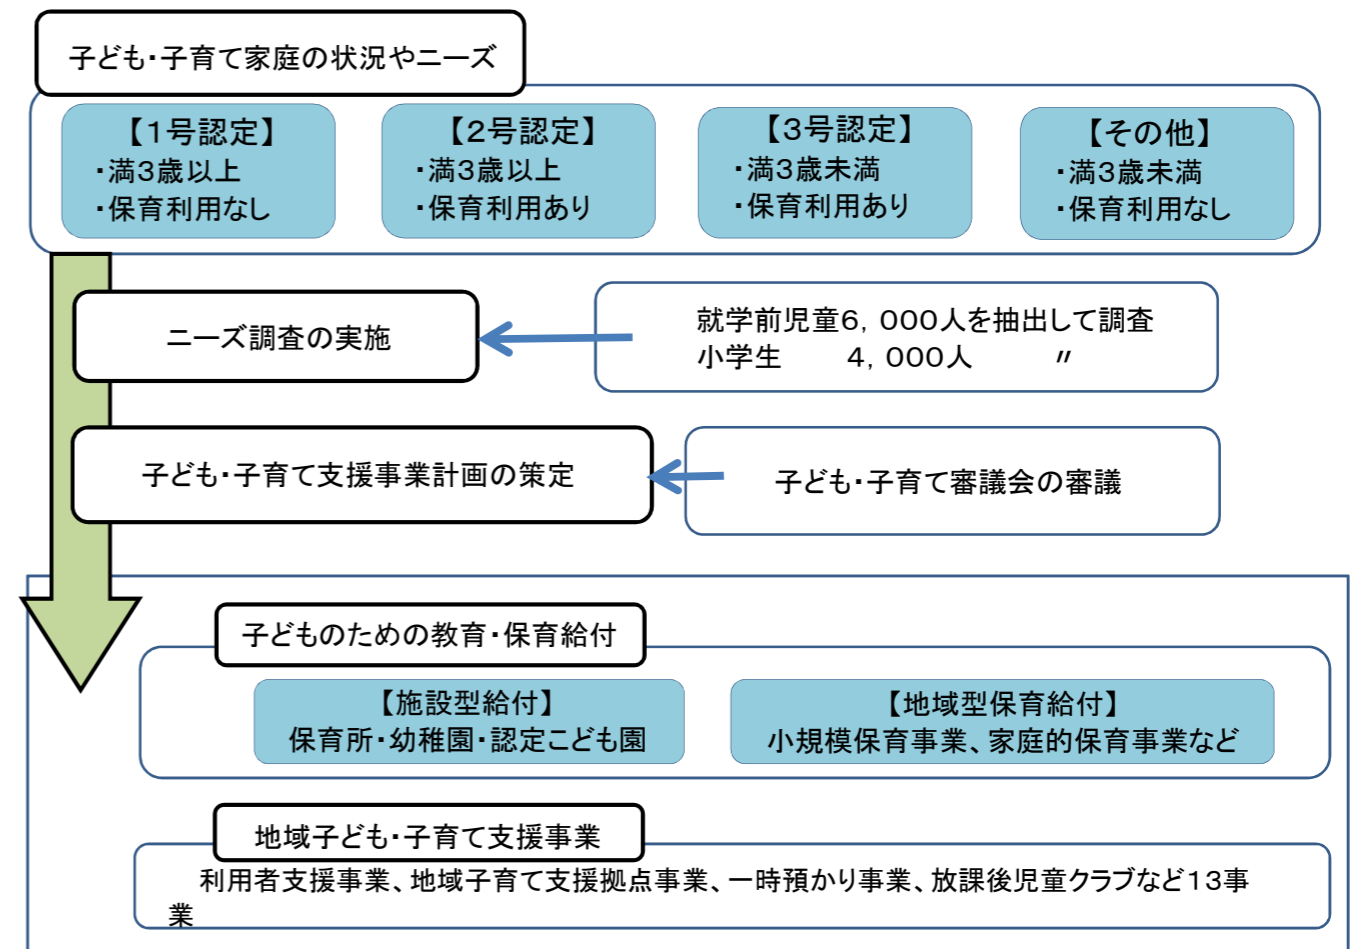 子ども・子育て家庭の状況やニーズ
【1号認定】
・満3歳以上
・保育利用なし
【2号認定】
・満3歳以上
・保育利用あり
【3号認定】
・満3歳未満
・保育利用あり
【その他】
・満3歳未満
・保育利用なし
ニーズ調査の実施
就学前児童6,000人を抽出して調査
小学生　　4,000人　　　〃
子ども・子育て支援事業計画の策定
子ども・子育て審議会の審議
子どものための教育・保育給付
【施設型給付】
保育所・幼稚園・認定こども園
【地域型保育給付】
小規模保育事業、家庭的保育事業など
地域子ども・子育て支援事業
利用者支援事業、地域子育て支援拠点事業、一時預かり事業、放課後児童クラブなど13事
業